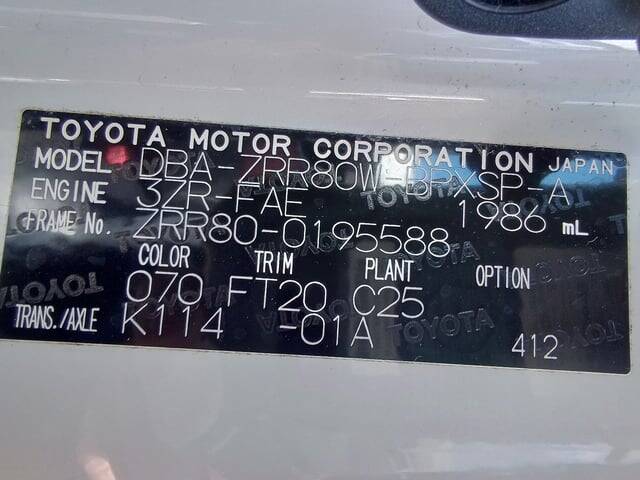 TOYOTA MOTOR CORPORATION JAPAN
MODEL DBA-ZRR80W-BPXSP-A
ENGINE 3ZR-FAE 1986 mL
FRAME No. ZRR80-0195588
COLOR TRIM PLANT OPTION
070 FT20 C25
TRANS./AXLE K114 -01A
412